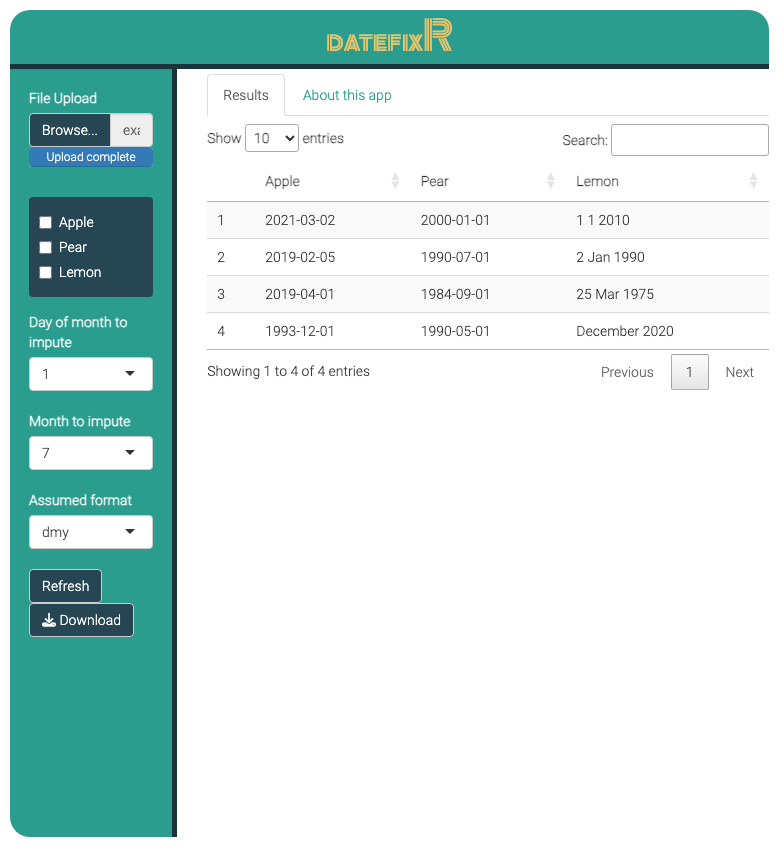 DATEFIXR
File Upload
Browse... exa
Upload complete
Apple
Pear
Lemon
Day of month to
impute
1
Month to impute
7
Assumed format
dmy
Refresh
Download
Results About this app
Show 10 entries Search:
Apple Pear Lemon
1 2021-03-02 2000-01-01 1 1 2010
2 2019-02-05 1990-07-01 2 Jan 1990
3 2019-04-01 1984-09-01 25 Mar 1975
4 1993-12-01 1990-05-01 December 2020
Showing 1 to 4 of 4 entries Previous 1 Next